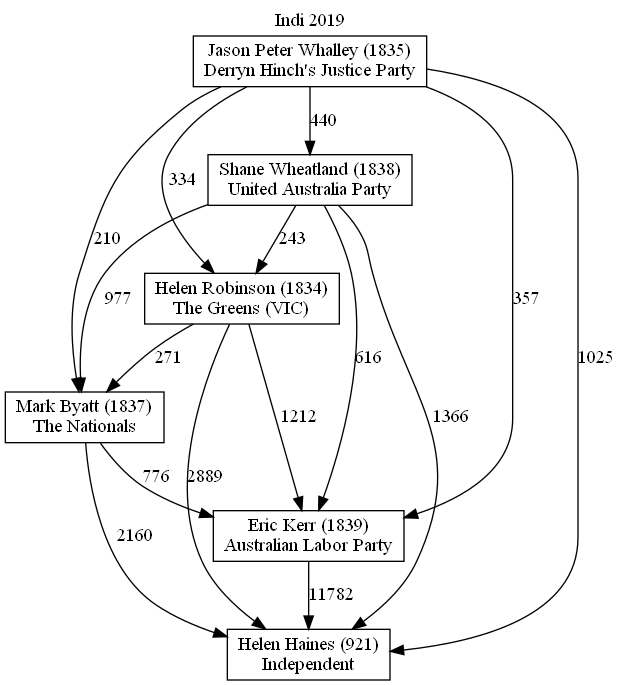 Indi 2019
Jason Peter Whalley (1835)
Derryn Hinch's Justice Party
440
Shane Wheatland (1838)
United Australia Party
334
210
243
977
Helen Robinson (1834)
The Greens (VIC)
357
1025
271
616
Mark Byatt (1837)
The Nationals
1212
1366
776
2889
2160
Eric Kerr (1839)
Australian Labor Party
11782
Helen Haines (921)
Independent